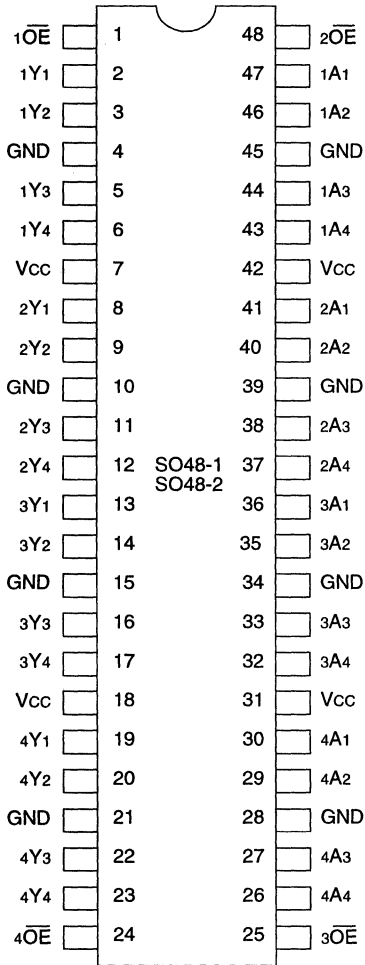 1OE 1 48 2OE
1Y1 2 47 1A1
1Y2 3 46 1A2
GND 4 45 GND
1Y3 5 44 1A3
1Y4 6 43 1A4
Vcc 7 42 Vcc
2Y1 8 41 2A1
2Y2 9 40 2A2
GND 10 39 GND
2Y3 11 38 2A3
2Y4 12 SO48-1 37 2A4
SO48-2
3Y1 13 36 3A1
3Y2 14 35 3A2
GND 15 34 GND
3Y3 16 33 3A3
3Y4 17 32 3A4
Vcc 18 31 Vcc
4Y1 19 30 4A1
4Y2 20 29 4A2
GND 21 28 GND
4Y3 22 27 4A3
4Y4 23 26 4A4
4OE 24 25 3OE